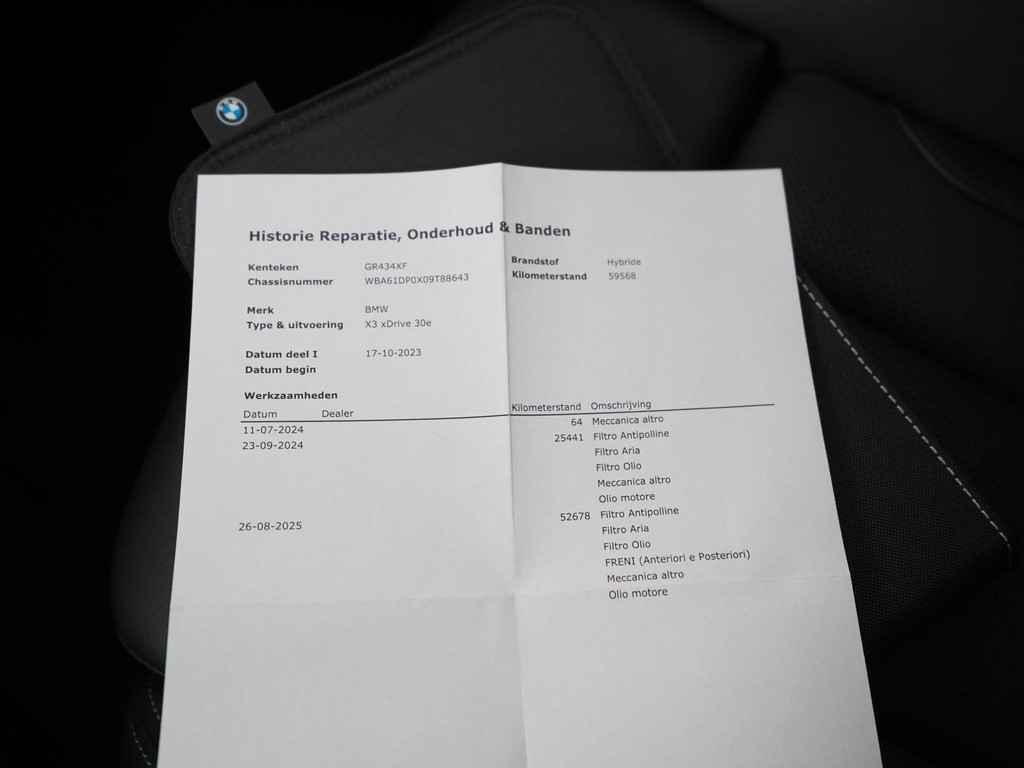 Historie Reparatie, Onderhoud & Banden
Kenteken GR434XF Brandstof Hybride
Chassisnummer WBA61DP0X09T88643 Kilometerstand 59568
Merk BMW
Type & uitvoering X3 xDrive 30e
Datum deel I 17-10-2023
Datum begin
Werkzaamheden
Datum Dealer Kilometerstand Omschrijving
11-07-2024 64 Meccanica altro
23-09-2024 25441 Filtro Antipolline
Filtro Aria
Filtro Olio
Meccanica altro
Olio motore
26-08-2025 52678 Filtro Antipolline
Filtro Aria
Filtro Olio
FRENI (Anteriori e Posteriori)
Meccanica altro
Olio motore